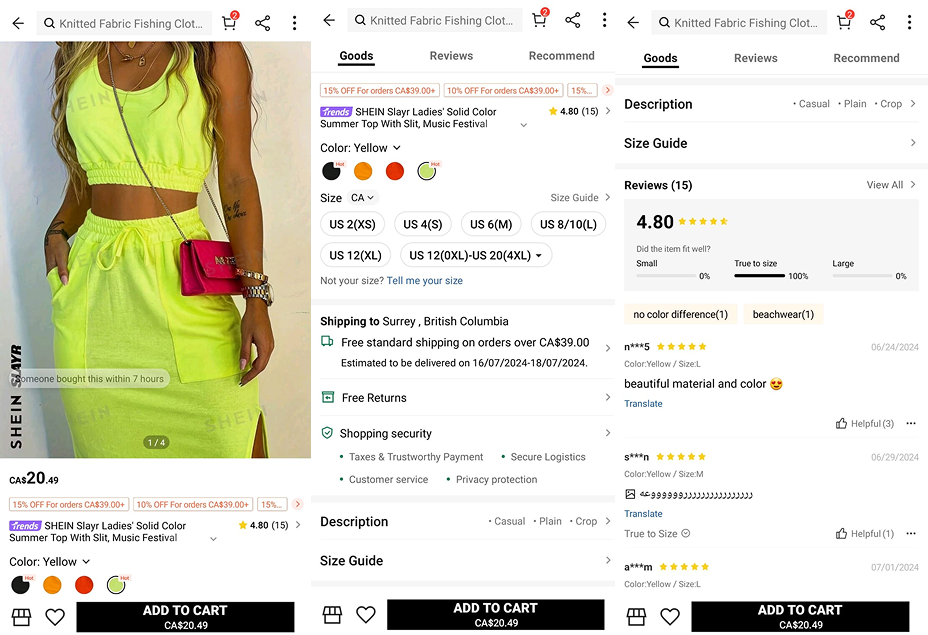 Knitted Fabric Fishing Clot...
2
SHEIN
SHEIN SLAYR
Someone bought this within 7 hours
1 / 4
CA$20.49
15% OFF For orders CA$39.00+
10% OFF For orders CA$39.00+
15%...
Trends SHEIN Slayr Ladies' Solid Color
Summer Top With Slit, Music Festival
4.80 (15)
Color: Yellow
Hot
Hot
ADD TO CART
CA$20.49
Knitted Fabric Fishing Clot...
2
Goods
Reviews
Recommend
15% OFF For orders CA$39.00+
10% OFF For orders CA$39.00+
15%...
Trends SHEIN Slayr Ladies' Solid Color
Summer Top With Slit, Music Festival
4.80 (15)
Color: Yellow
Hot
Hot
Size CA
Size Guide
US 2(XS)
US 4(S)
US 6(M)
US 8/10(L)
US 12(XL)
US 12(0XL)-US 20(4XL)
Not your size? Tell me your size
Shipping to Surrey , British Columbia
Free standard shipping on orders over CA$39.00
Estimated to be delivered on 16/07/2024-18/07/2024.
Free Returns
Shopping security
• Taxes & Trustworthy Payment
• Secure Logistics
• Customer service
• Privacy protection
Description
• Casual • Plain • Crop
Size Guide
ADD TO CART
CA$20.49
Knitted Fabric Fishing Clot...
2
Goods
Reviews
Recommend
Description
• Casual • Plain • Crop
Size Guide
Reviews (15)
View All
4.80
Did the item fit well?
Small
0%
True to size
100%
Large
0%
no color difference(1)
beachwear(1)
n***5
06/24/2024
Color:Yellow / Size:L
beautiful material and color 😍
Translate
Helpful (3)
s***n
06/29/2024
Color:Yellow / Size:M
Translate
True to Size
Helpful (1)
a***m
07/01/2024
Color:Yellow / Size:L
ADD TO CART
CA$20.49